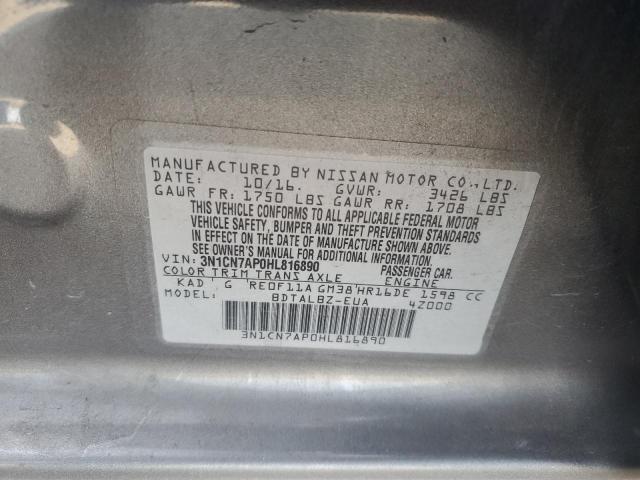 MANUFACTURED BY NISSAN MOTOR CO.,LTD.
DATE: 10/16. GVWR: 3426 LBS
GAWR FR: 1750 LBS GAWR RR: 1708 LBS
THIS VEHICLE CONFORMS TO ALL APPLICABLE FEDERAL MOTOR
VEHICLE SAFETY, BUMPER AND THEFT PREVENTION STANDARDS
IN EFFECT ON THE DATE OF MANUFACTURE SHOWN ABOVE.
SEE OWNER'S MANUAL FOR ADDITIONAL INFORMATION
VIN: 3N1CN7AP0HL816890 PASSENGER CAR.
COLOR TRIM TRANS AXLE ENGINE
KAD G RE0F11A GM38 HR16DE 1598 CC
MODEL: BDTALBZ-EUA 4Z000
3N1CN7AP0HL816890